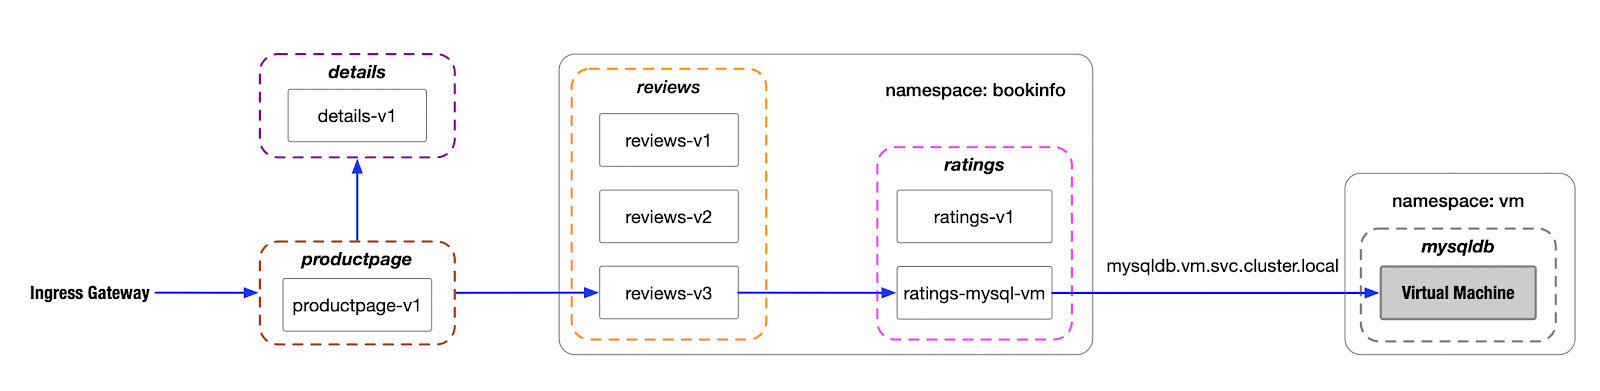 details
details-v1
productpage
productpage-v1
Ingress Gateway
reviews
reviews-v1
reviews-v2
reviews-v3
namespace: bookinfo
ratings
ratings-v1
ratings-mysql-vm
mysqldb.vm.svc.cluster.local
namespace: vm
mysqldb
Virtual Machine